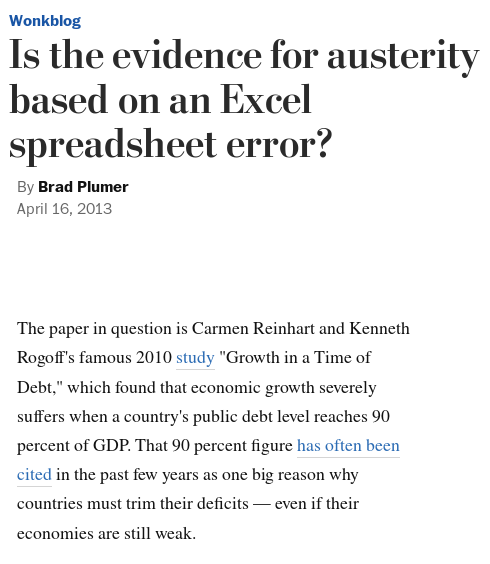 Wonkblog
Is the evidence for austerity
based on an Excel
spreadsheet error?
By Brad Plumer
April 16, 2013
The paper in question is Carmen Reinhart and Kenneth
Rogoff's famous 2010 study "Growth in a Time of
Debt," which found that economic growth severely
suffers when a country's public debt level reaches 90
percent of GDP. That 90 percent figure has often been
cited in the past few years as one big reason why
countries must trim their deficits — even if their
economies are still weak.